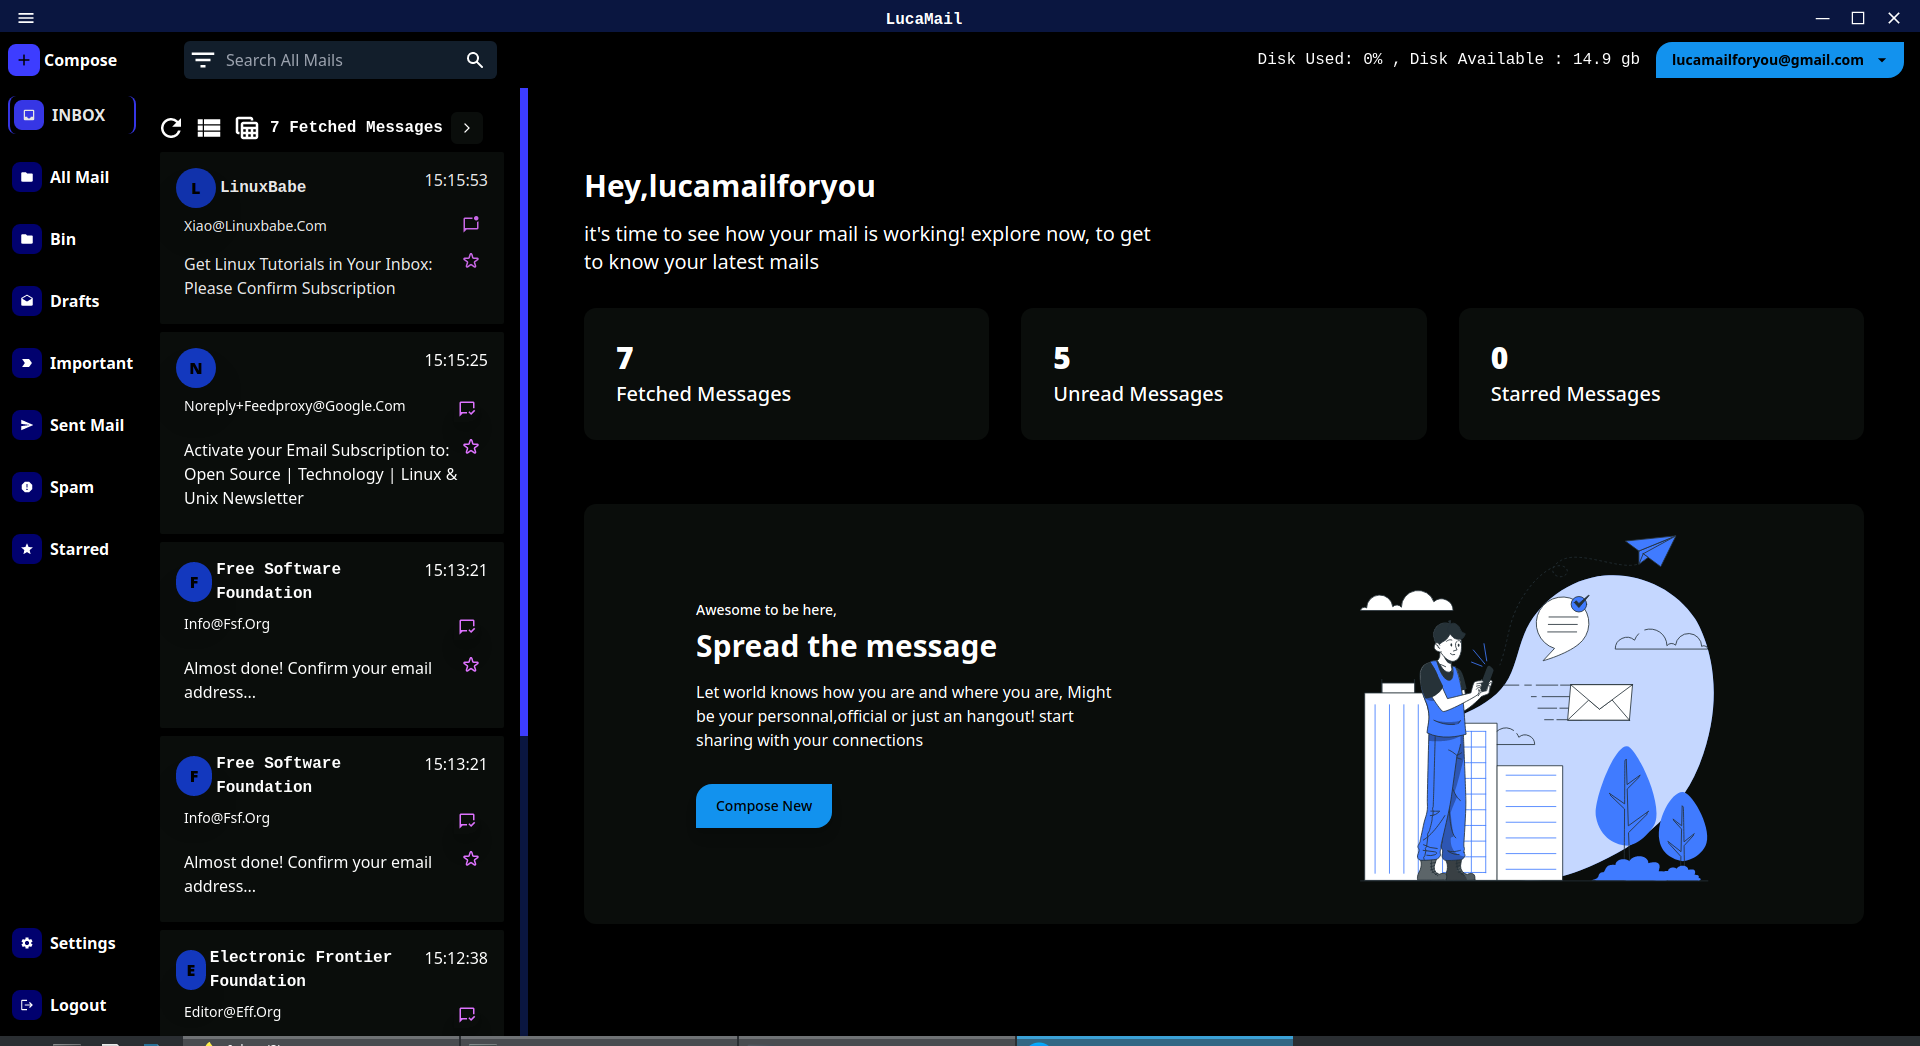 LucaMail
Compose
Search All Mails
Disk Used: 0% , Disk Available : 14.9 gb
lucamailforyou@gmail.com
INBOX
All Mail
Bin
Drafts
Important
Sent Mail
Spam
Starred
Settings
Logout
7 Fetched Messages
L
LinuxBabe
15:15:53
Xiao@Linuxbabe.Com
Get Linux Tutorials in Your Inbox:
Please Confirm Subscription
N
15:15:25
Noreply+Feedproxy@Google.Com
Activate your Email Subscription to:
Open Source | Technology | Linux &
Unix Newsletter
F
Free Software
Foundation
15:13:21
Info@Fsf.Org
Almost done! Confirm your email
address...
F
Free Software
Foundation
15:13:21
Info@Fsf.Org
Almost done! Confirm your email
address...
E
Electronic Frontier
Foundation
15:12:38
Editor@Eff.Org
Hey,lucamailforyou
it's time to see how your mail is working! explore now, to get
to know your latest mails
7
Fetched Messages
5
Unread Messages
0
Starred Messages
Awesome to be here,
Spread the message
Let world knows how you are and where you are, Might
be your personnal,official or just an hangout! start
sharing with your connections
Compose New